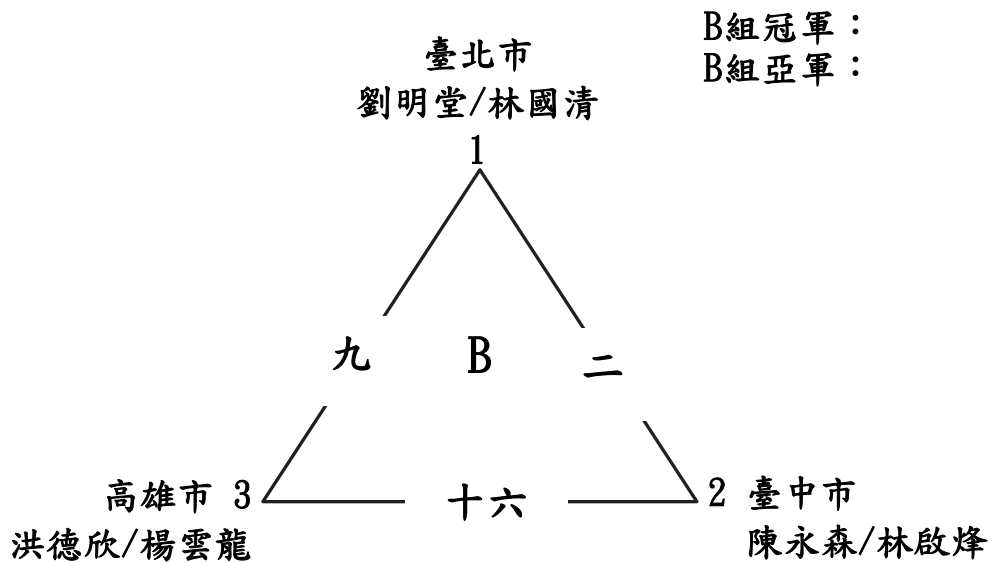 B組冠軍：
B組亞軍：
臺北市
劉明堂/林國清
1
九
B
二
高雄市 3
十六
2 臺中市
洪德欣/楊雲龍
陳永森/林啟烽